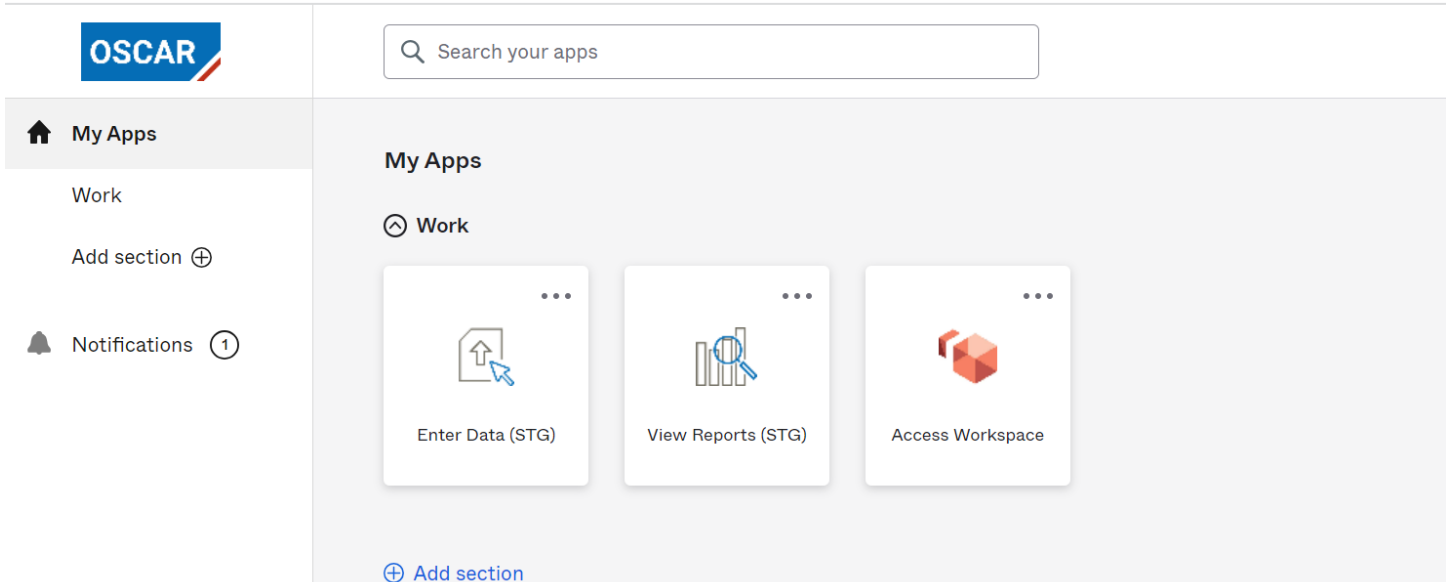 OSCAR
Search your apps
My Apps
Work
Add section
Notifications 1
My Apps
Work
Enter Data (STG)
View Reports (STG)
Access Workspace
Add section